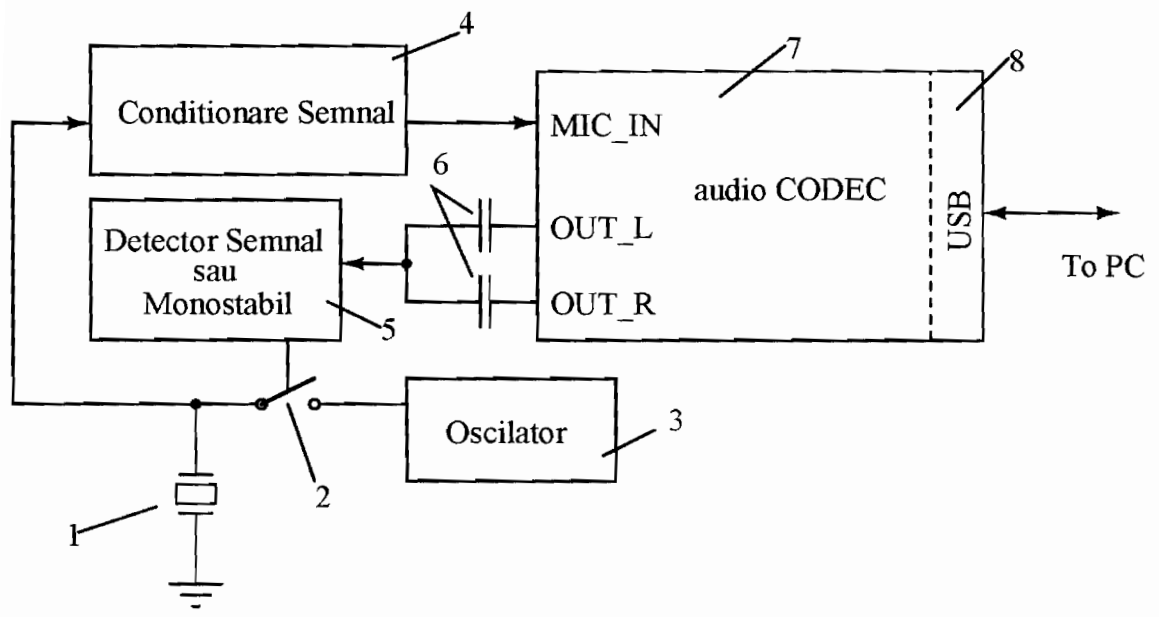 4
7
8
Conditionare Semnal
MIC_IN
6
audio CODEC
USB
Detector Semnal
sau
Monostabil
OUT_L
OUT_R
To PC
5
Oscilator
3
2
1